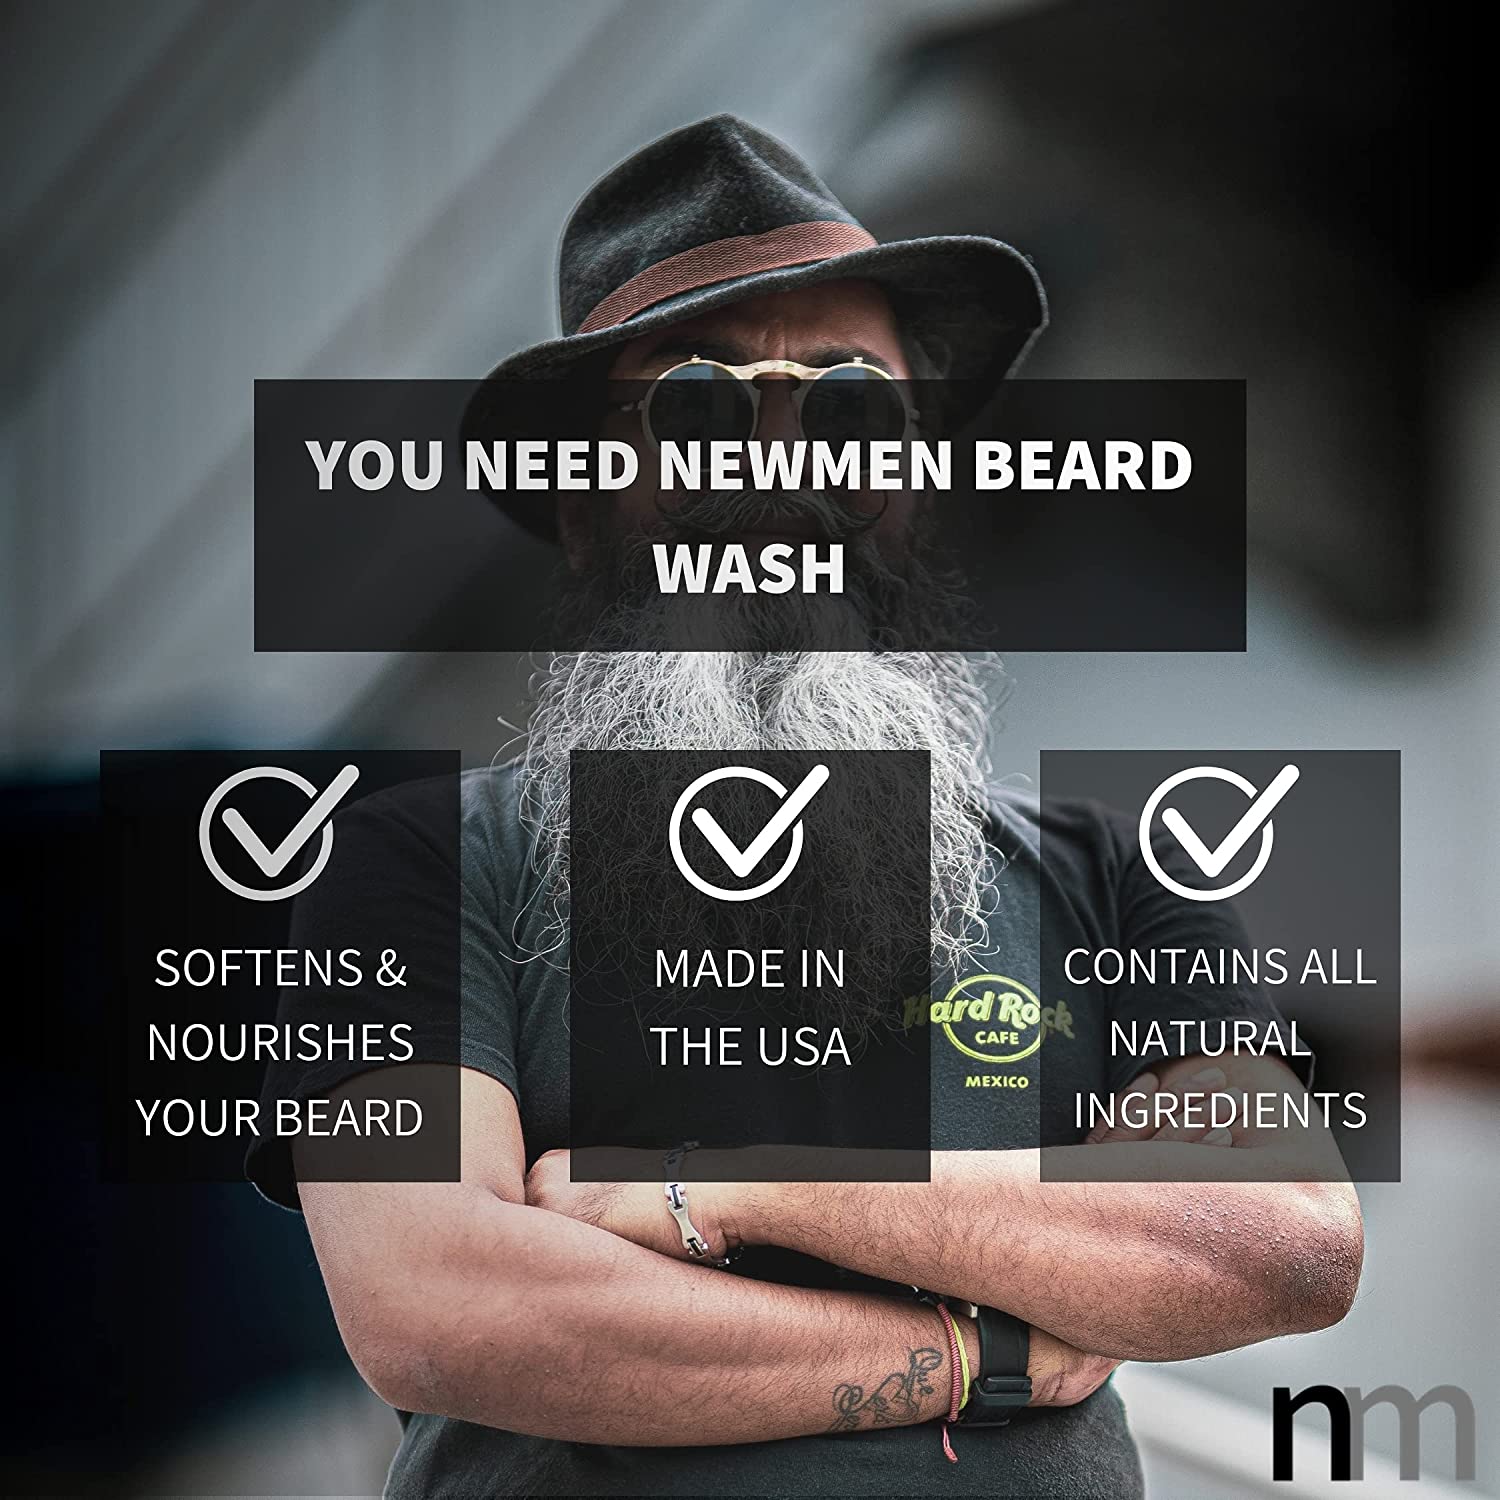 YOU NEED NEWMEN BEARD
WASH
SOFTENS &
NOURISHES
YOUR BEARD
MADE IN
THE USA
CONTAINS ALL
NATURAL
INGREDIENTS
Hard Rock
CAFE
MEXICO
Que
nm